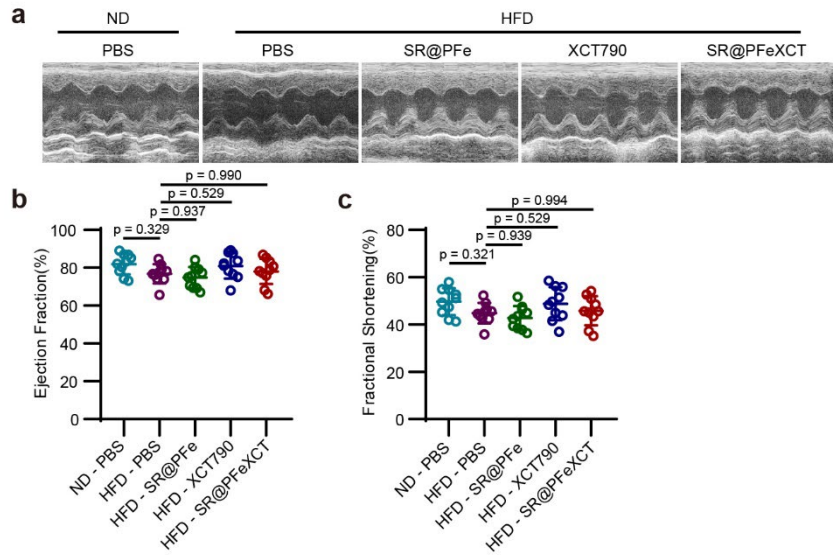 a
ND
HFD
PBS
PBS
SR@PFe
XCT790
SR@PFeXCT
b
p = 0.990
p = 0.529
p = 0.937
p = 0.329
Ejection Fraction(%)
100
80
60
40
20
0
ND - PBS
HFD - PBS
HFD - SR@PFe
HFD - XCT790
HFD - SR@PFeXCT
c
p = 0.994
p = 0.529
p = 0.939
p = 0.321
Fractional Shortening(%)
80
60
40
20
0
ND - PBS
HFD - PBS
HFD - SR@PFe
HFD - XCT790
HFD - SR@PFeXCT